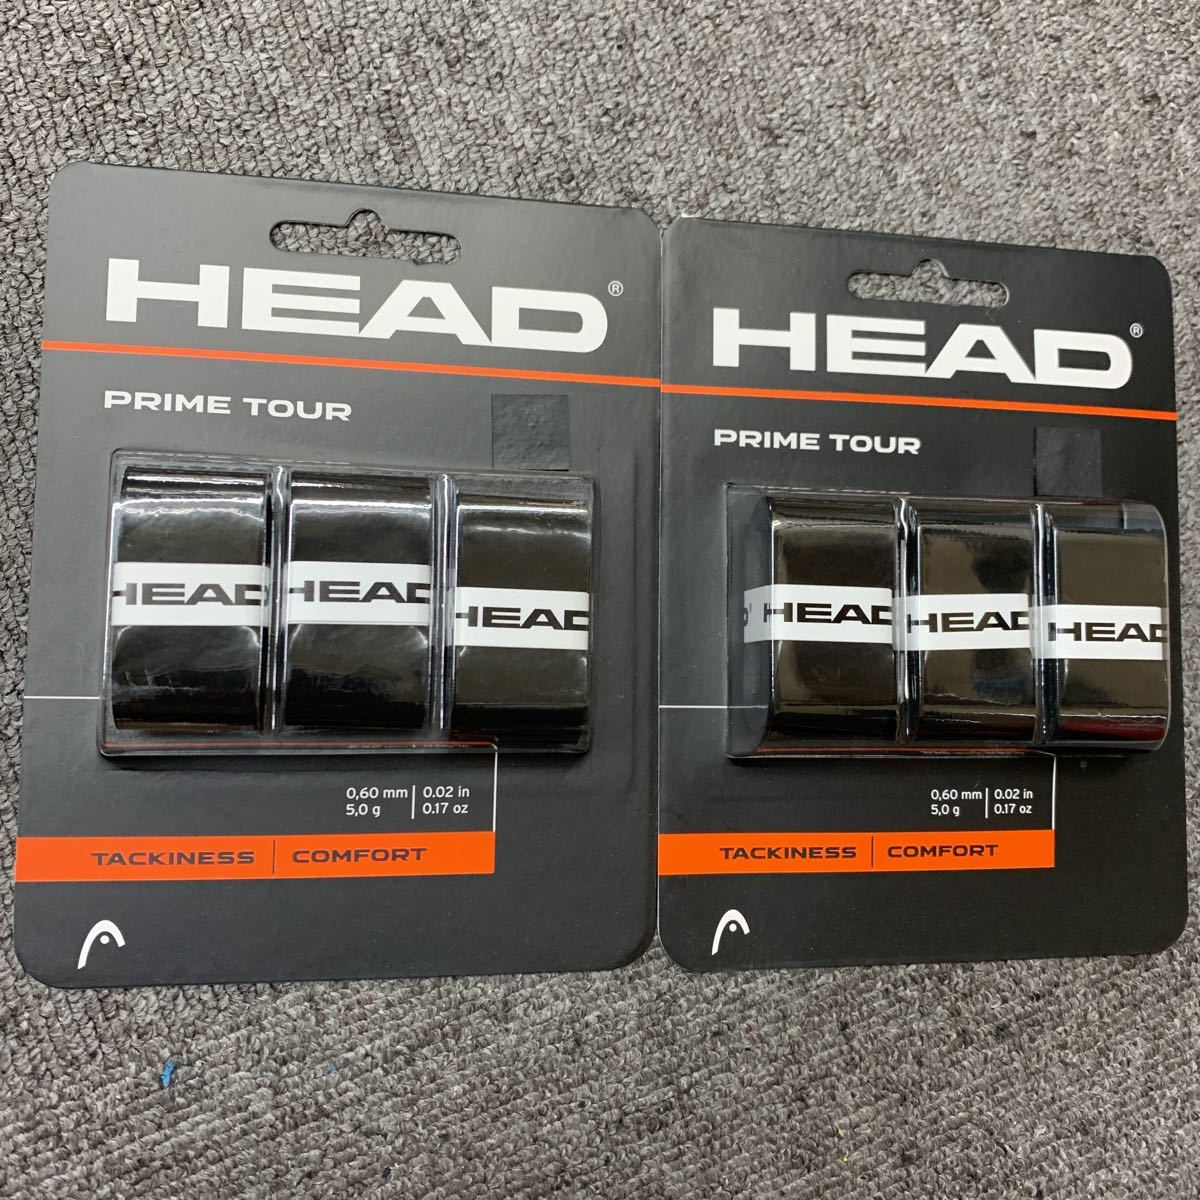 HEAD®
PRIME TOUR
HEAD HEAD HEAD
0,60 mm | 0.02 in
5,0 g | 0.17 oz
TACKINESS | COMFORT
HEAD®
PRIME TOUR
HEAD HEAD HEAD
0,60 mm | 0.02 in
5,0 g | 0.17 oz
TACKINESS | COMFORT